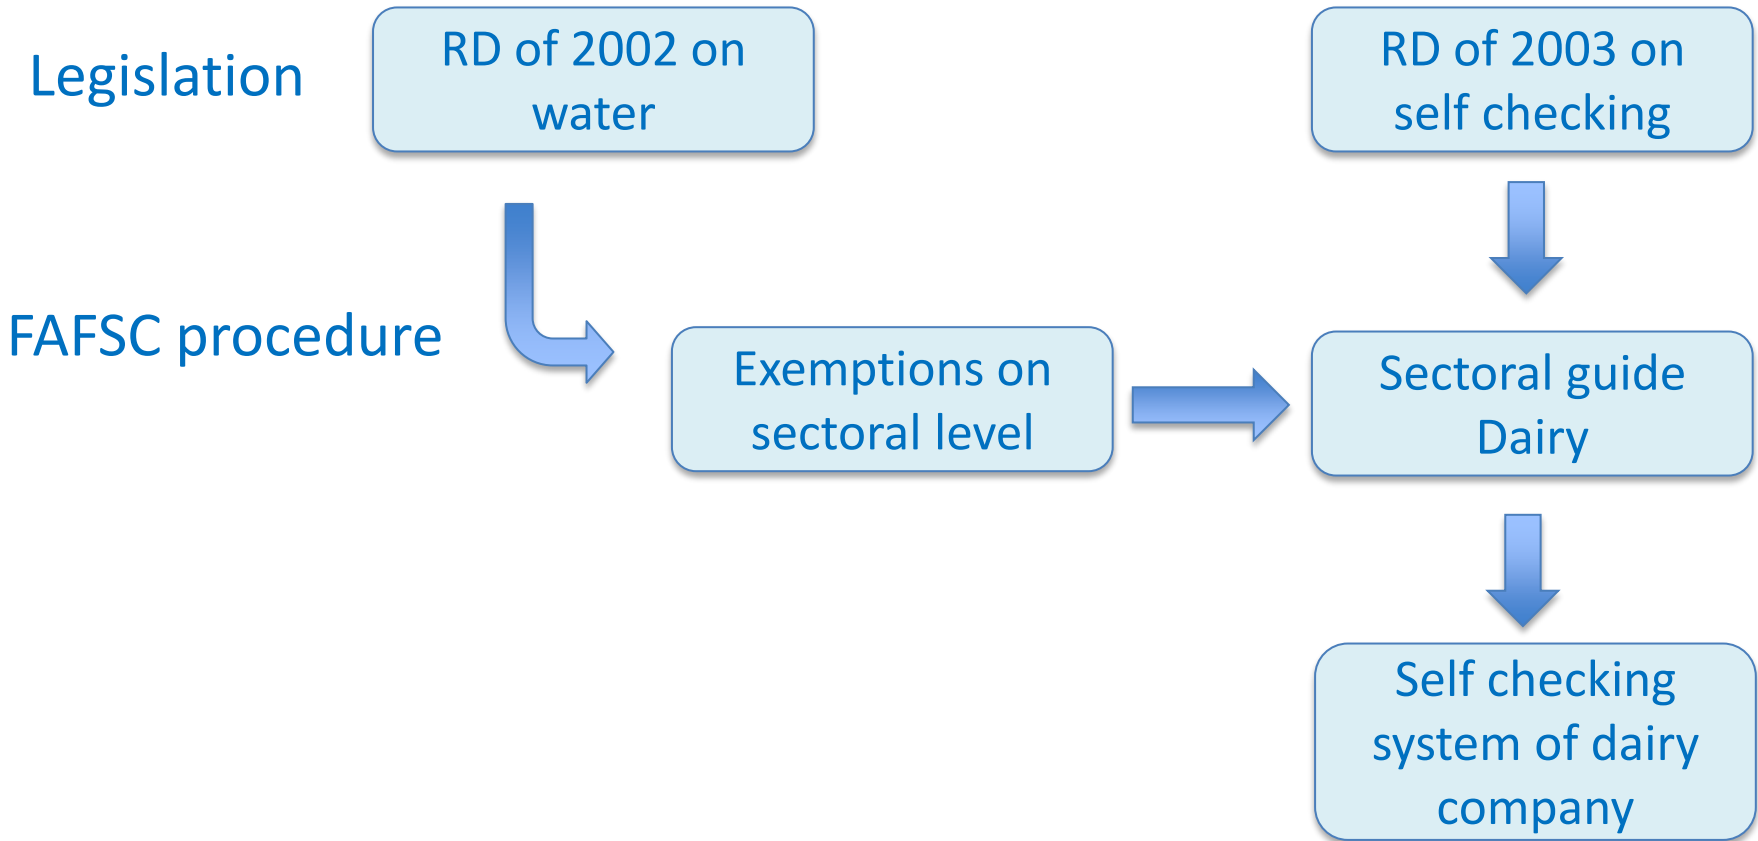 Legislation
RD of 2002 on
water
RD of 2003 on
self checking
FAFSC procedure
Exemptions on
sectoral level
Sectoral guide
Dairy
Self checking
system of dairy
company